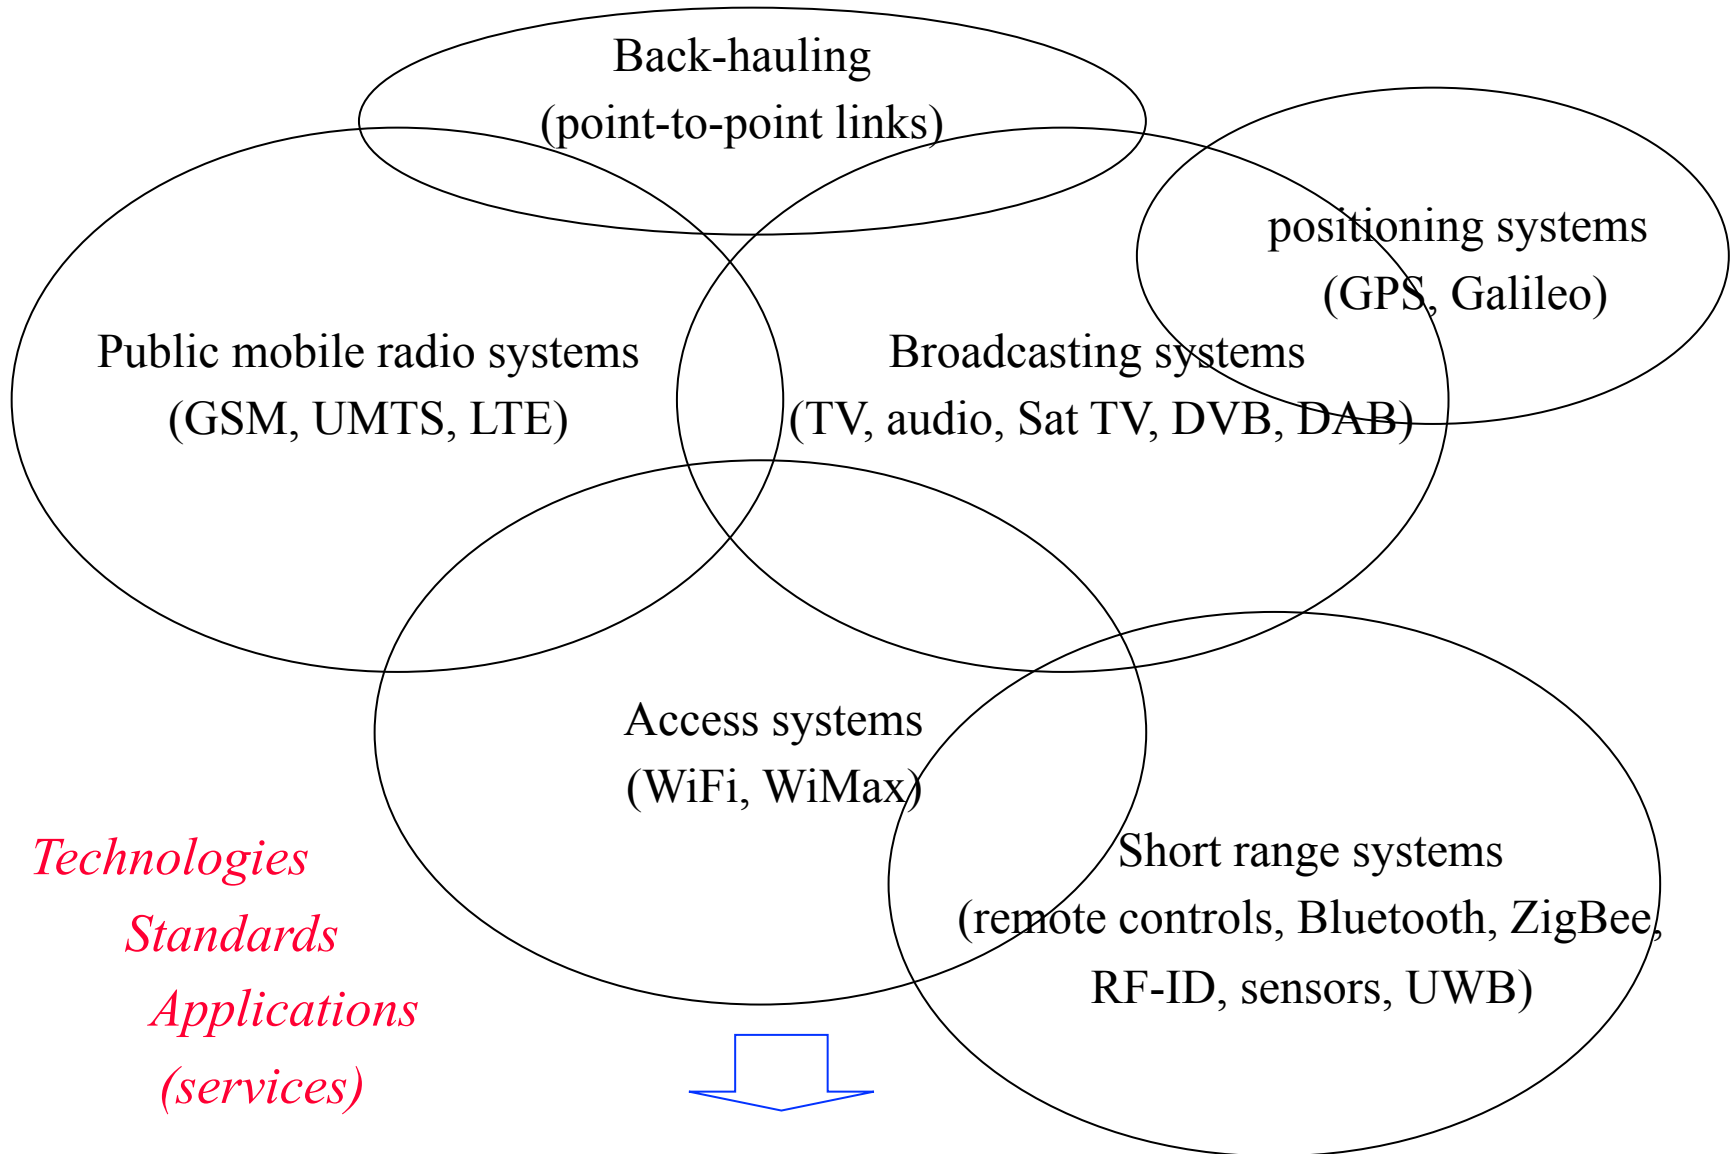 Back-hauling
(point-to-point links)
positioning systems
(GPS, Galileo)
Public mobile radio systems
(GSM, UMTS, LTE)
Broadcasting systems
(TV, audio, Sat TV, DVB, DAB)
Access systems
(WiFi, WiMax)
Short range systems
(remote controls, Bluetooth, ZigBee,
RF-ID, sensors, UWB)
Technologies
Standards
Applications
(services)